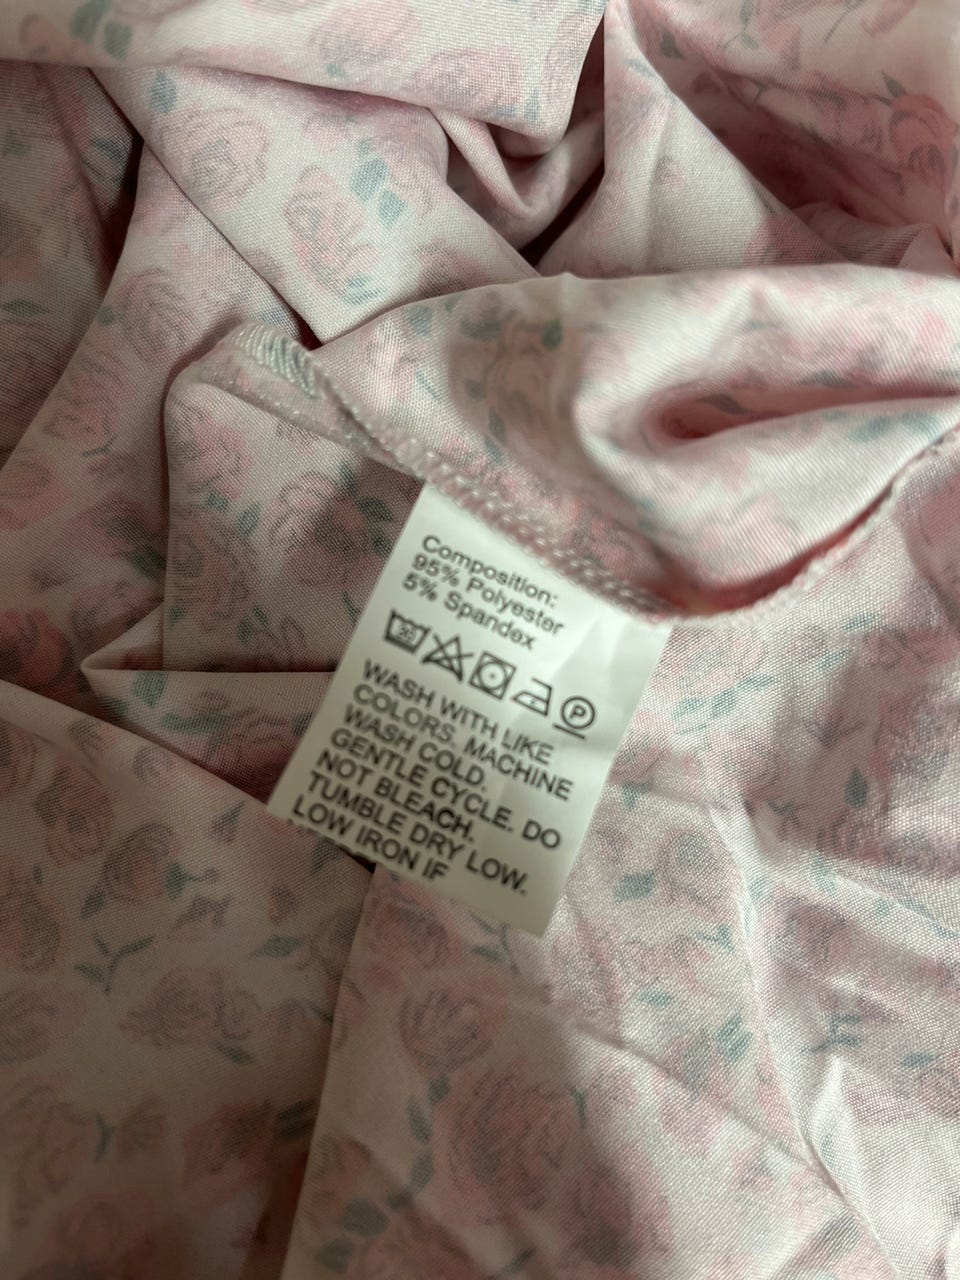 Composition:
95% Polyester
5% Spandex
P
WASH WITH LIKE
COLORS. MACHINE
WASH COLD.
GENTLE CYCLE. DO
NOT BLEACH.
TUMBLE DRY LOW.
LOW IRON IF